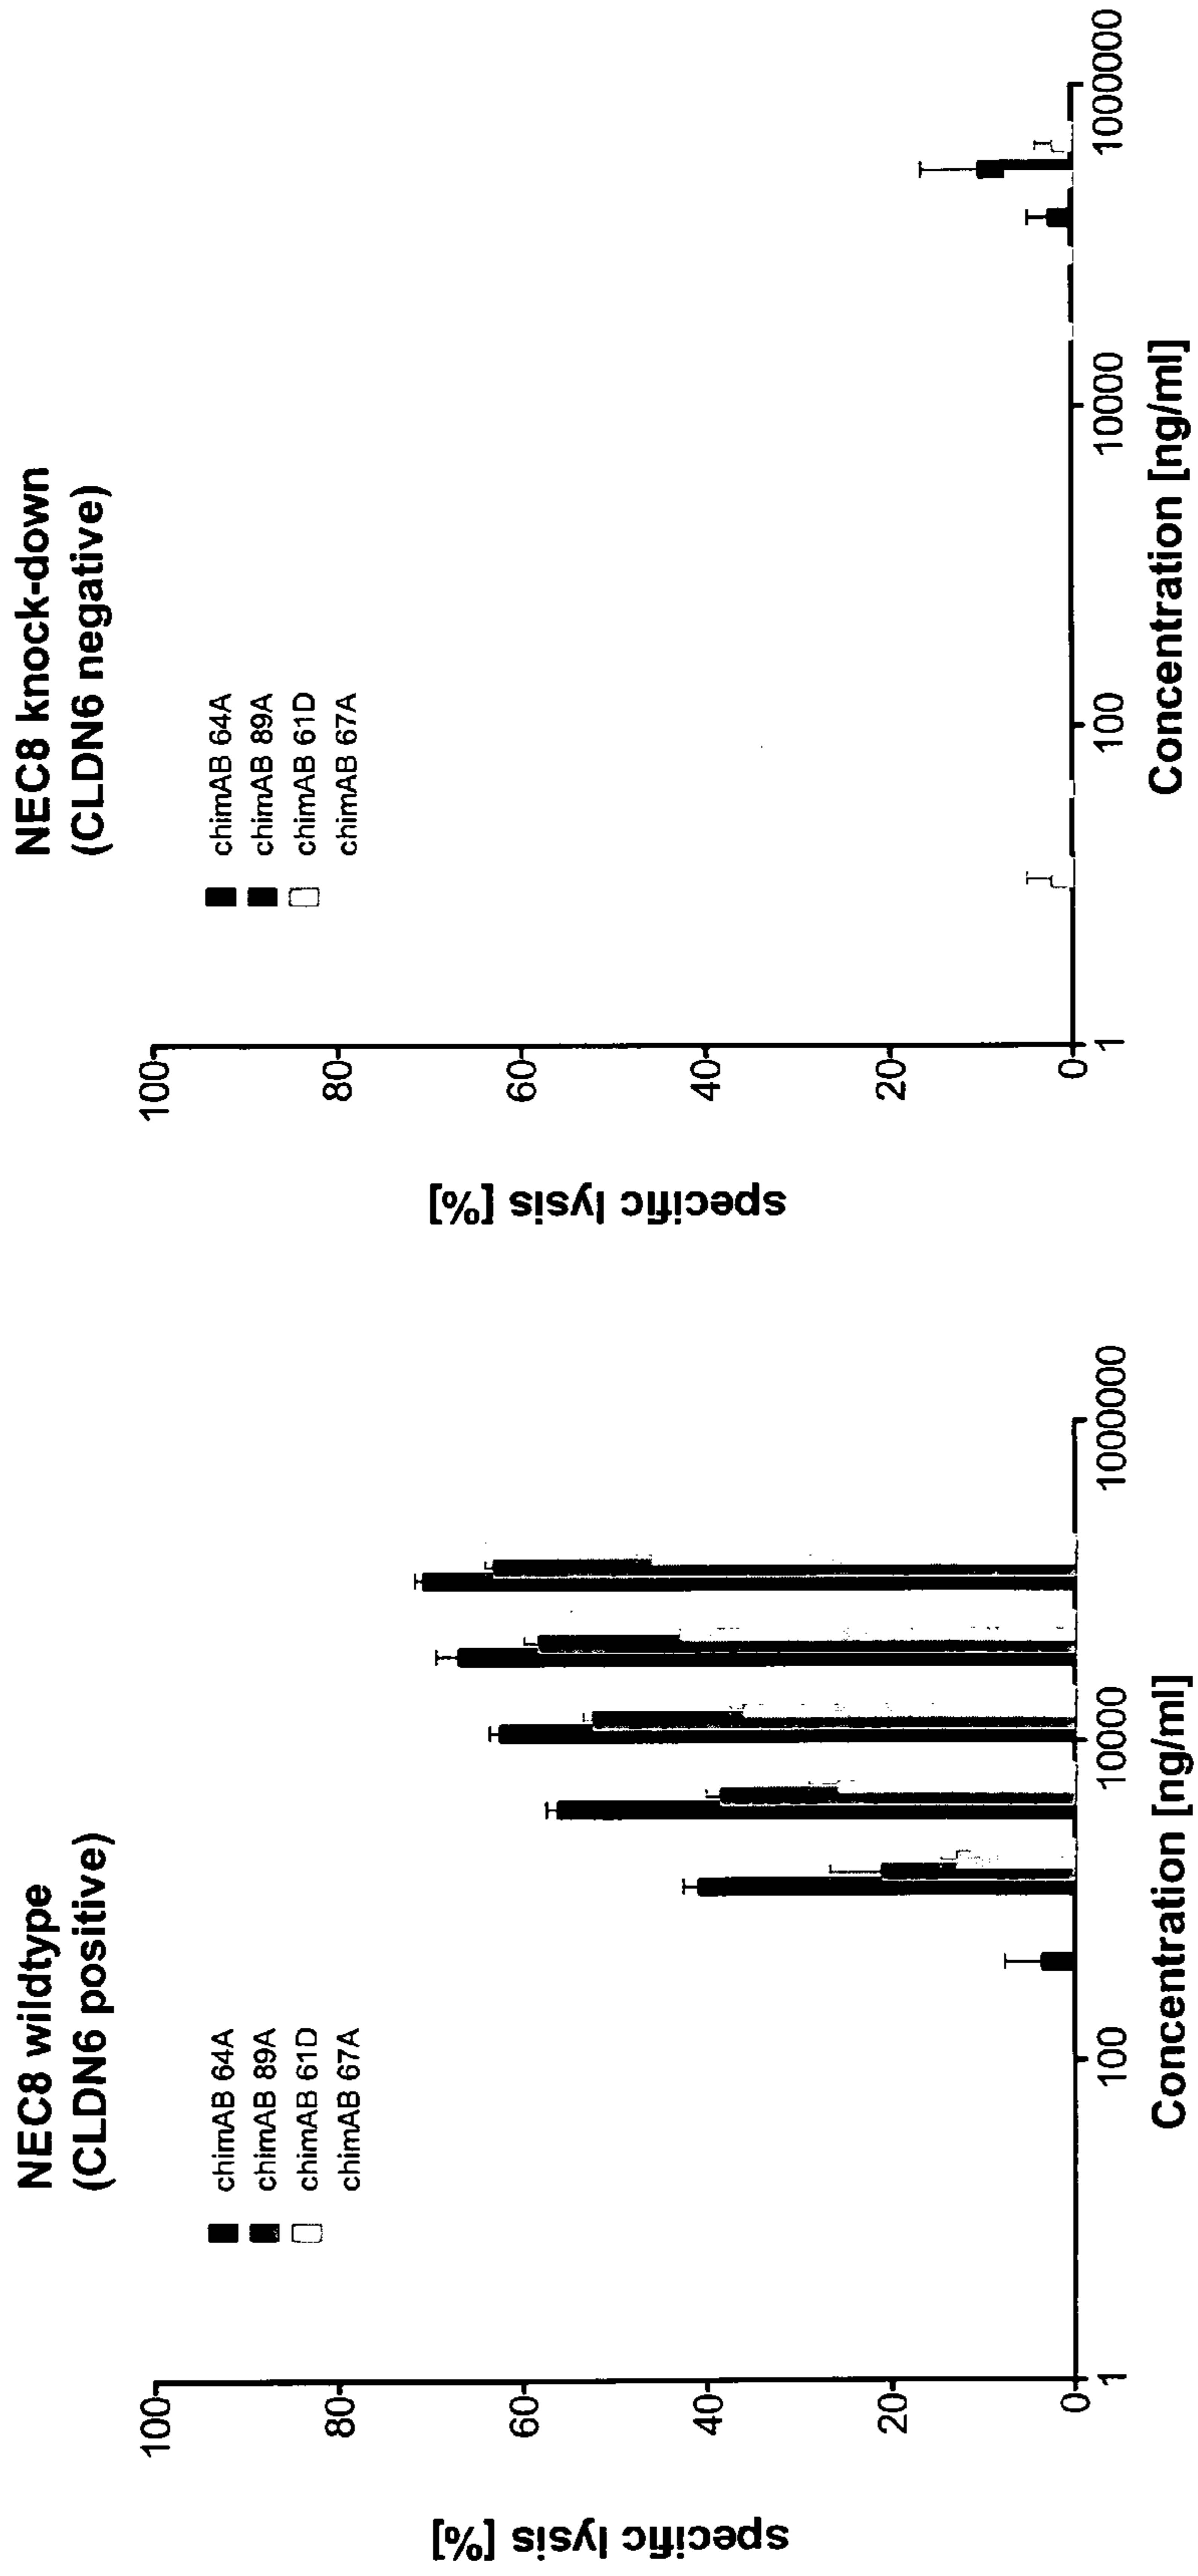 NEC8 wildtype
(CLDN6 positive)
chimAB 64A
chimAB 89A
chimAB 61D
chimAB 67A
specific lysis [%]
100
80
60
40
20
0
1
100
10000
1000000
Concentration [ng/ml]
NEC8 knock-down
(CLDN6 negative)
chimAB 64A
chimAB 89A
chimAB 61D
chimAB 67A
specific lysis [%]
100
80
60
40
20
0
1
100
10000
1000000
Concentration [ng/ml]